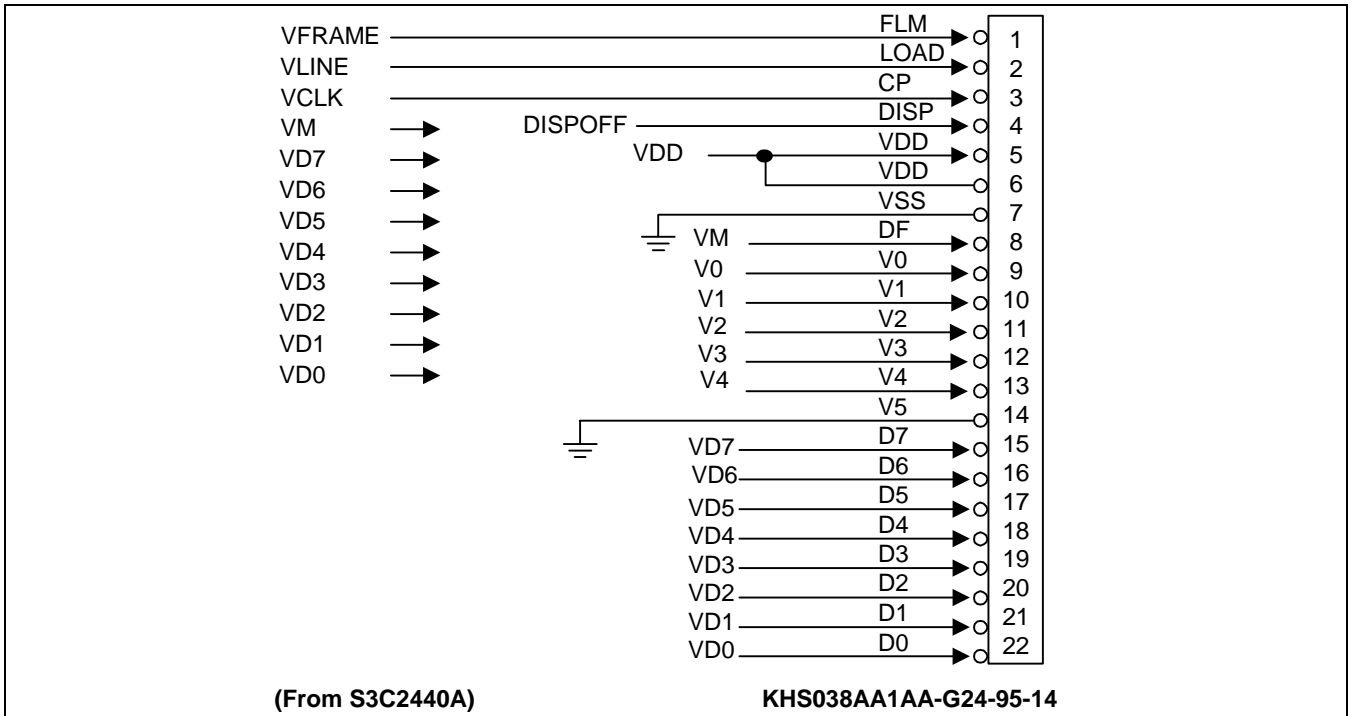 VFRAME FLM 1
VLINE LOAD 2
VCLK CP 3
VM DISPOFF DISP 4
VD7 VDD VDD 5
VD6 VDD 6
VD5 VSS 7
VD4 VM DF 8
VD3 V0 V0 9
VD2 V1 V1 10
VD1 V2 V2 11
VD0 V3 V3 12
V4 V4 13
V5 14
VD7 D7 15
VD6 D6 16
VD5 D5 17
VD4 D4 18
VD3 D3 19
VD2 D2 20
VD1 D1 21
VD0 D0 22
(From S3C2440A) KHS038AA1AA-G24-95-14